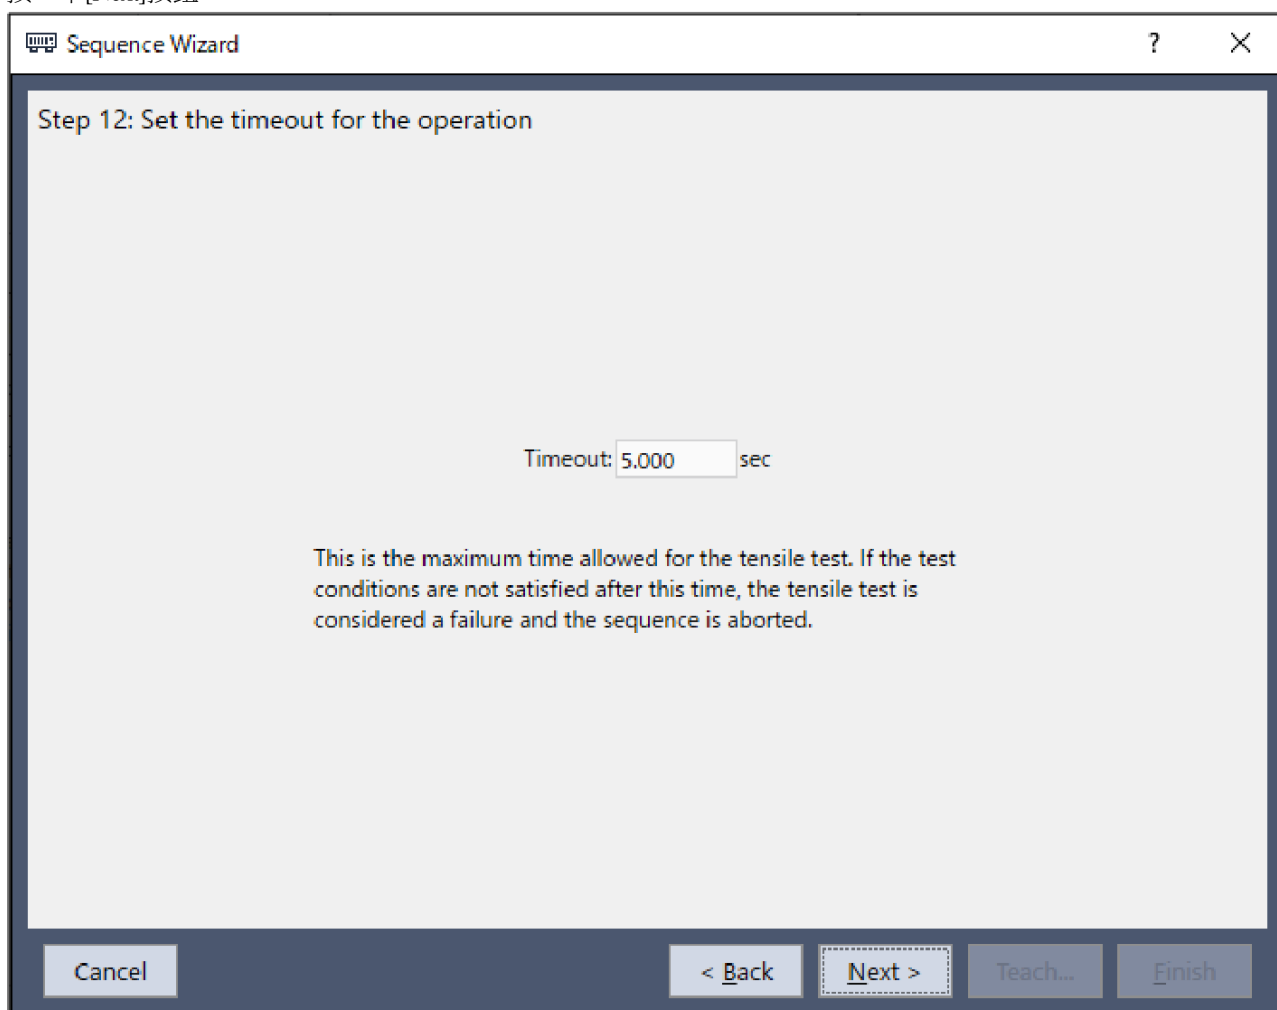 Sequence Wizard
?
Step 12: Set the timeout for the operation
Timeout: 5.000 sec
This is the maximum time allowed for the tensile test. If the test
conditions are not satisfied after this time, the tensile test is
considered a failure and the sequence is aborted.
Cancel
< Back
Next >
Teach...
Finish